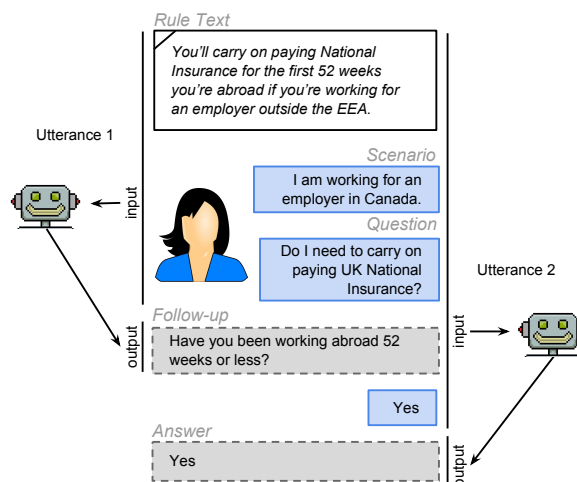 Rule Text
You'll carry on paying National
Insurance for the first 52 weeks
you're abroad if you're working for
an employer outside the EEA.
Utterance 1
Scenario
I am working for an
employer in Canada.
input
Question
Do I need to carry on
paying UK National
Insurance?
Utterance 2
Follow-up
Have you been working abroad 52
weeks or less?
output
input
Yes
Answer
Yes
output